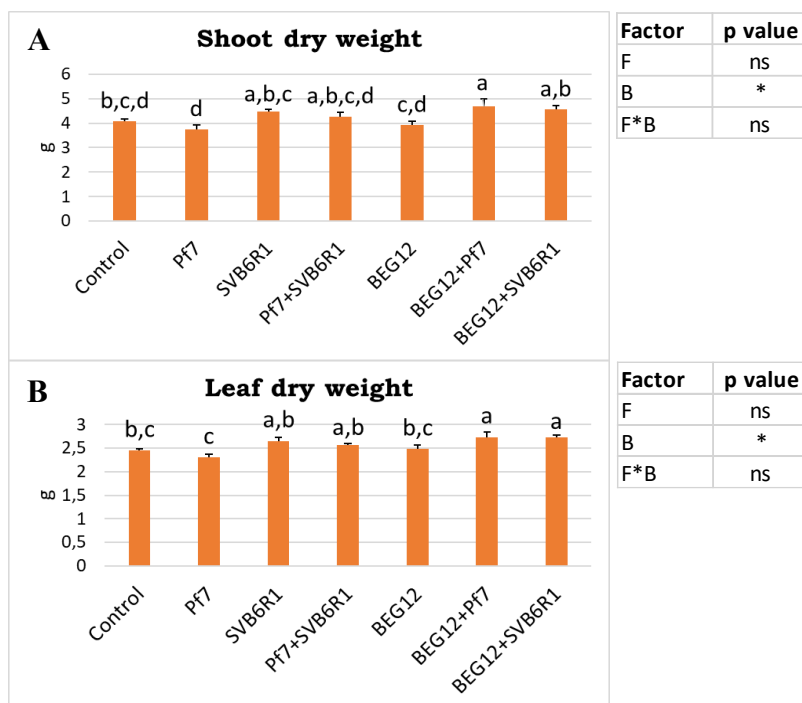 A
Shoot dry weight
6
5
4
3
2
1
0
g
b,c,d
d
a,b,c
a,b,c,d
c,d
a
a,b
Control
Pf7
SVB6R1
Pf7+SVB6R1
BEG12
BEG12+Pf7
BEG12+SVB6R1
Factor p value
F ns
B *
F*B ns
B
Leaf dry weight
3
2,5
2
1,5
1
0,5
0
g
b,c
c
a,b
a,b
b,c
a
a
Control
Pf7
SVB6R1
Pf7+SVB6R1
BEG12
BEG12+Pf7
BEG12+SVB6R1
Factor p value
F ns
B *
F*B ns